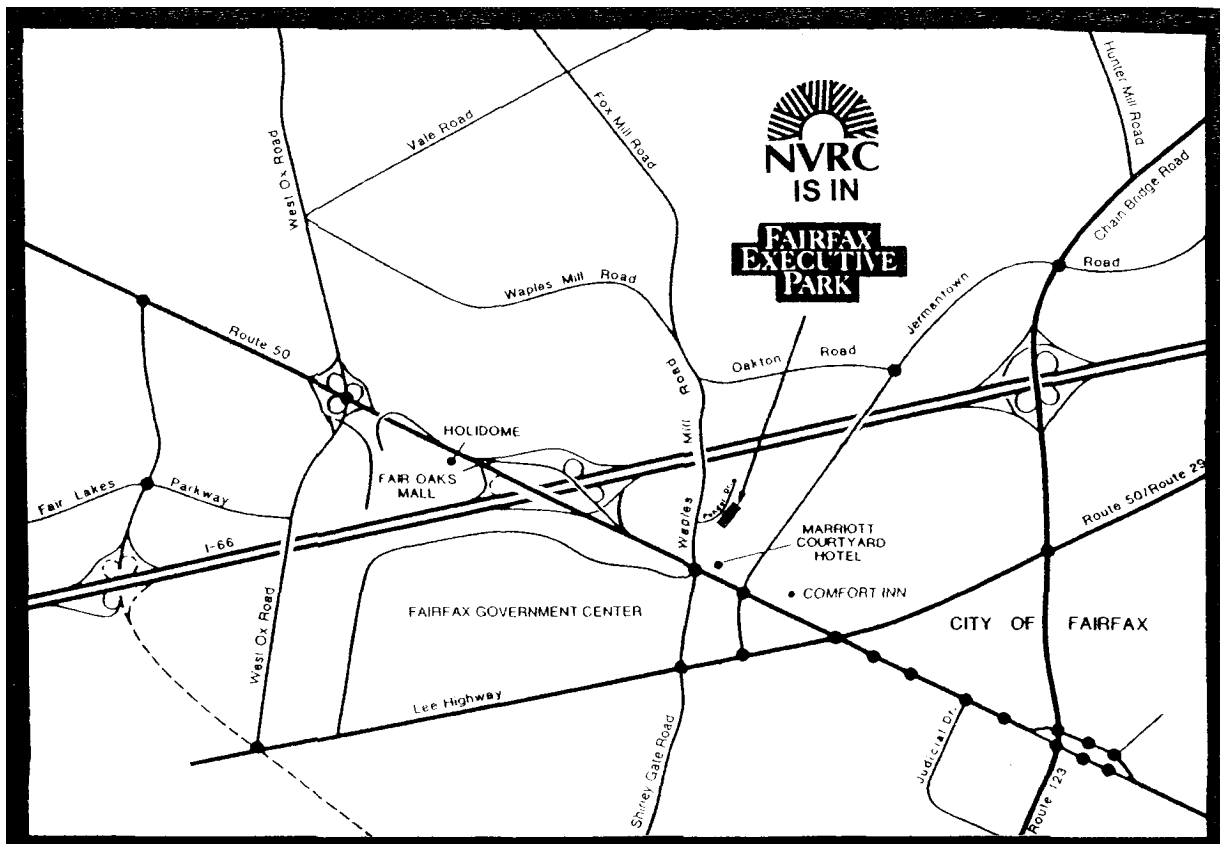 Hunter Mill Road
West Ox Road
Vale Road
Fox Mill Road
NVRC
IS IN
Chain Bridge Road
FAIRFAX
EXECUTIVE
PARK
Waples Mill Road
Jermantown Road
Route 50
Oakton Road
Waples Mill Road
HOLIDOME
FAIR OAKS
MALL
Fair Lakes Parkway
Route 50/Route 29
I-66
MARRIOTT
COURTYARD
HOTEL
COMFORT INN
FAIRFAX GOVERNMENT CENTER
CITY OF FAIRFAX
West Ox Road
Lee Highway
Shirley Gate Road
Judicial Dr.
Route 123